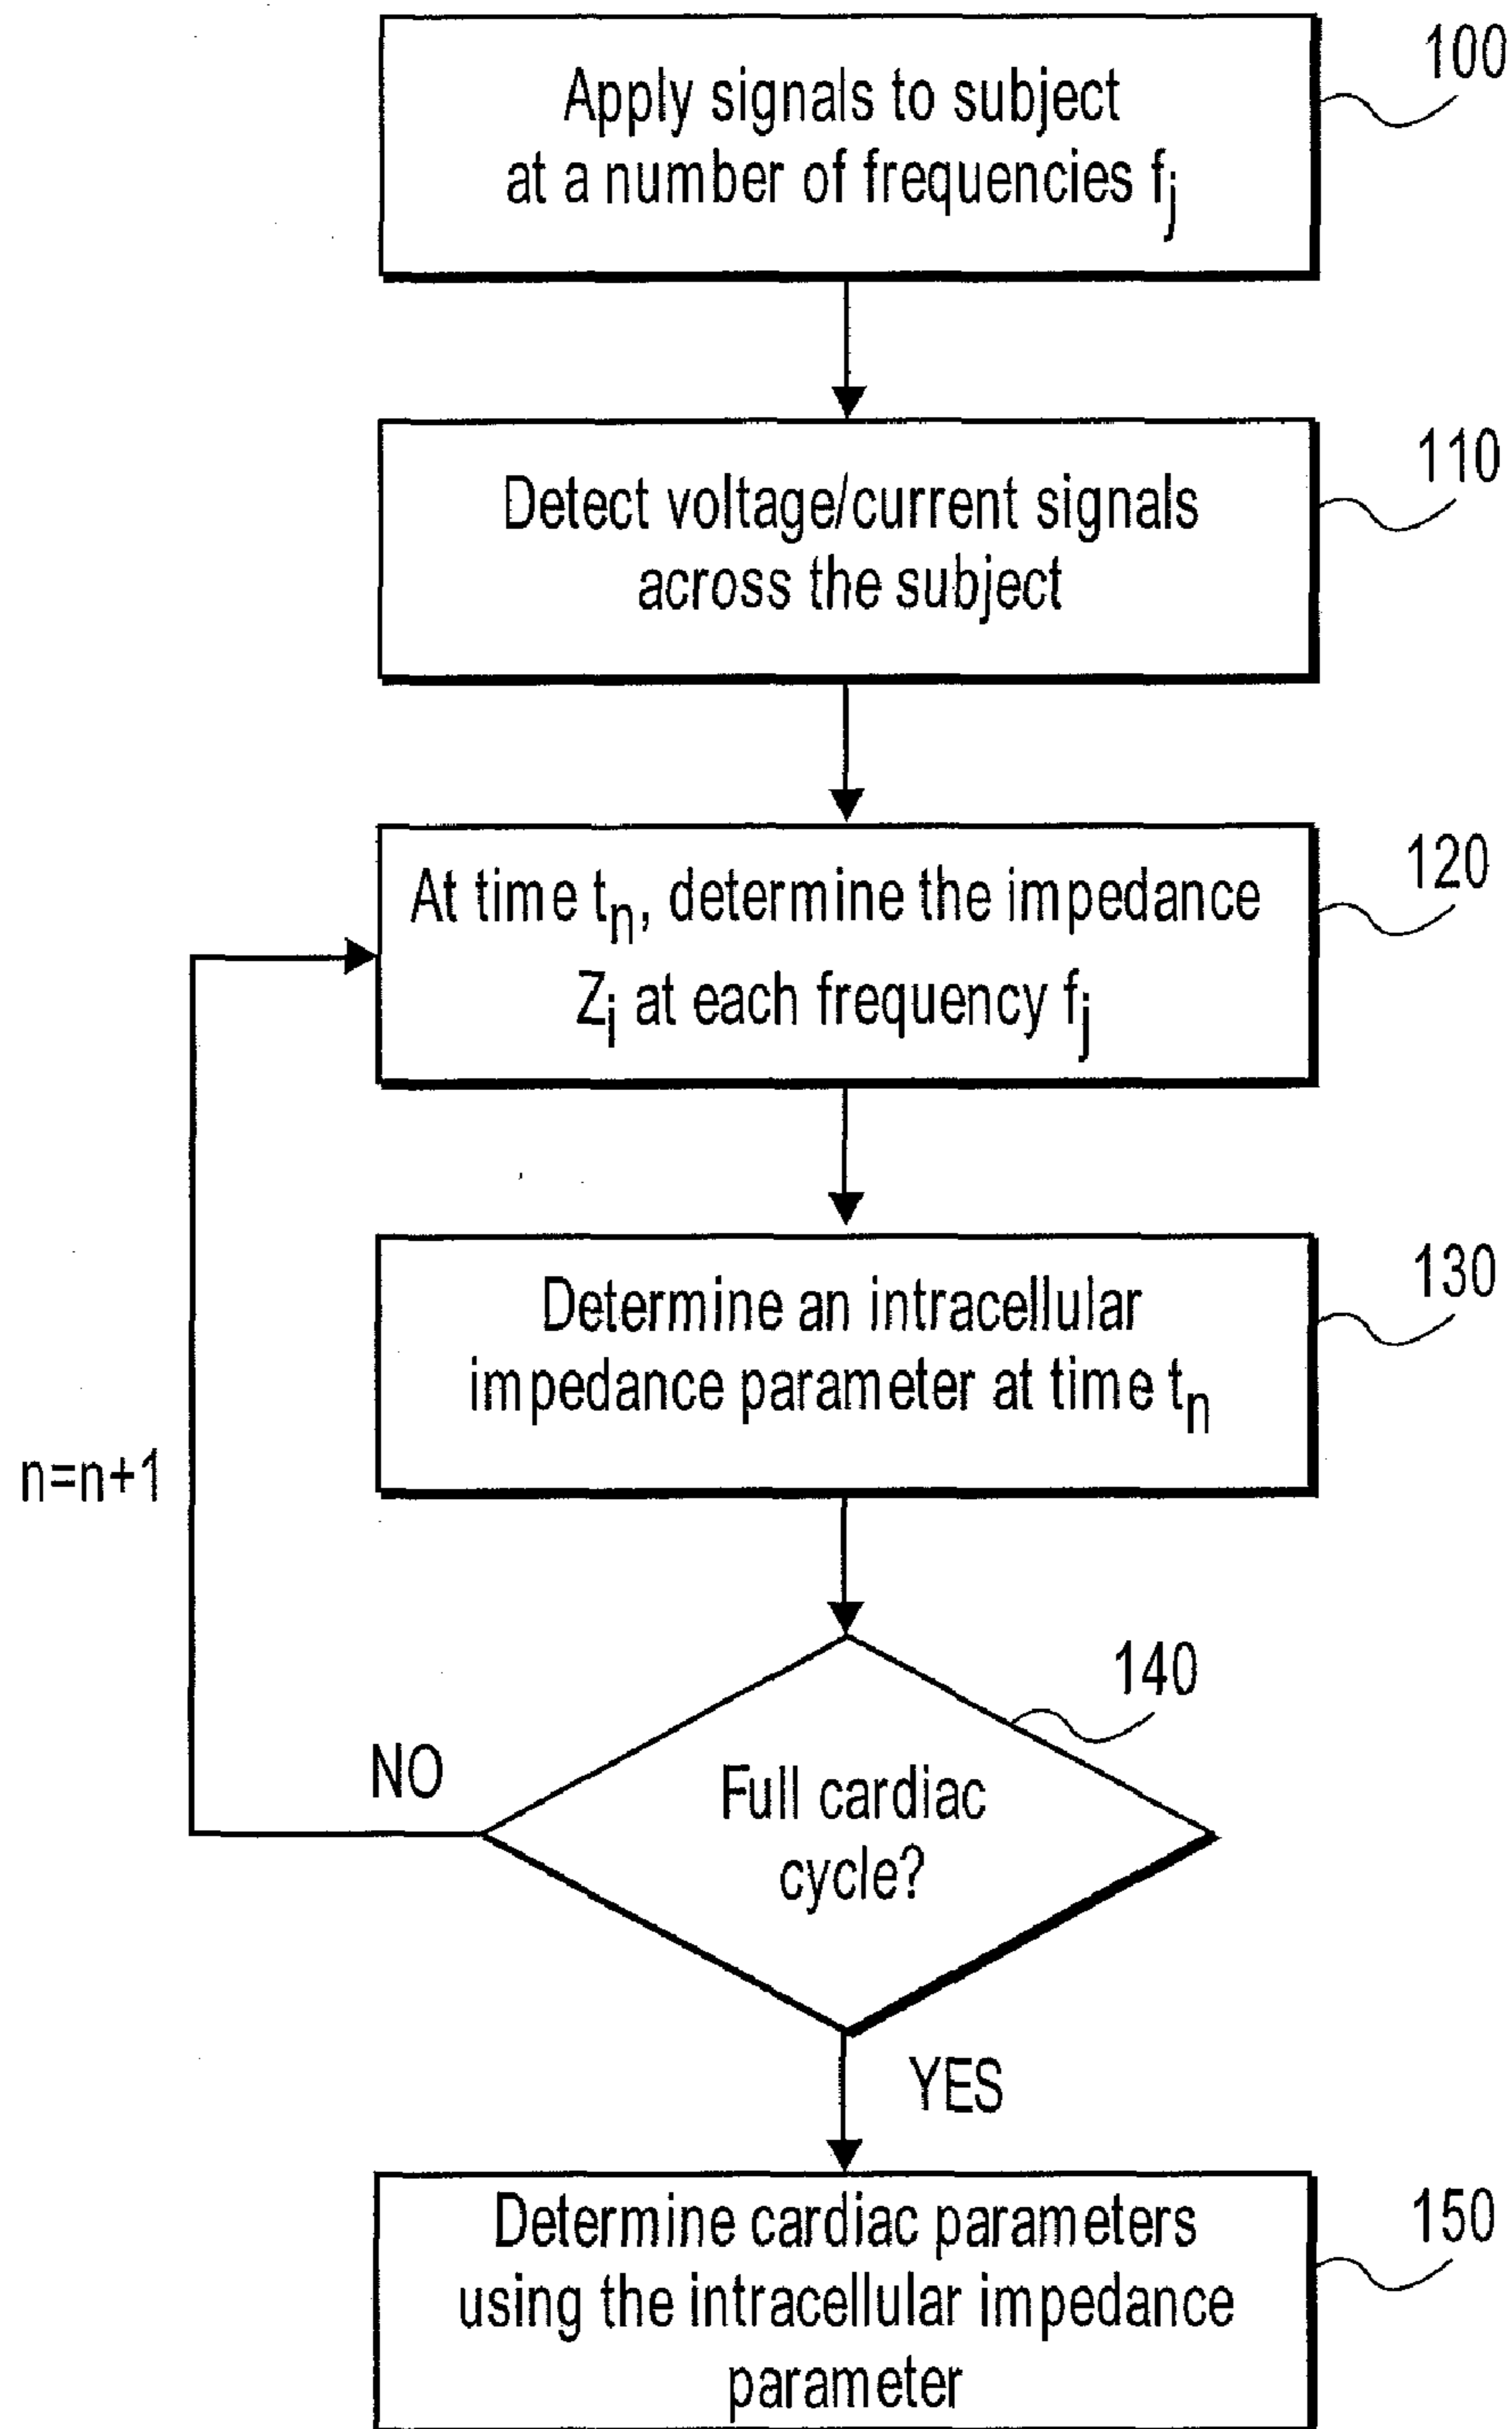 100
Apply signals to subject
at a number of frequencies fj
110
Detect voltage/current signals
across the subject
120
At time tn, determine the impedance
Zi at each frequency fj
130
Determine an intracellular
impedance parameter at time tn
n=n+1
140
NO
Full cardiac
cycle?
YES
150
Determine cardiac parameters
using the intracellular impedance
parameter